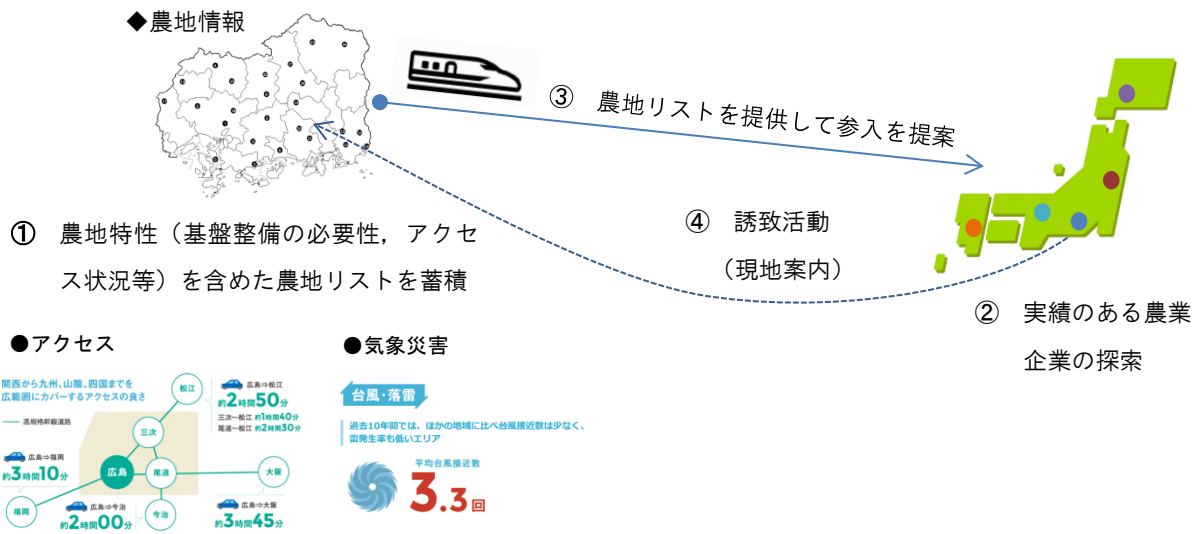 ◆農地情報
③ 農地リストを提供して参入を提案
① 農地特性（基盤整備の必要性，アクセ
ス状況等）を含めた農地リストを蓄積
④ 誘致活動
（現地案内）
② 実績のある農業
企業の探索
●アクセス
関西から九州、山陰、四国までを
広範囲にカバーするアクセスの良さ
高規格幹線道路
松江
広島⇒松江
約2時間50分
三次〜松江 約1時間40分
尾道〜松江 約2時間30分
三次
広島⇒福岡
約3時間10分
広島
尾道
大阪
福岡
広島⇒今治
約2時間00分
今治
広島⇒大阪
約3時間45分
●気象災害
台風・落雷
過去10年間では、ほかの地域に比べ台風接近数は少なく、
雷発生率も低いエリア
平均台風接近数
3.3回